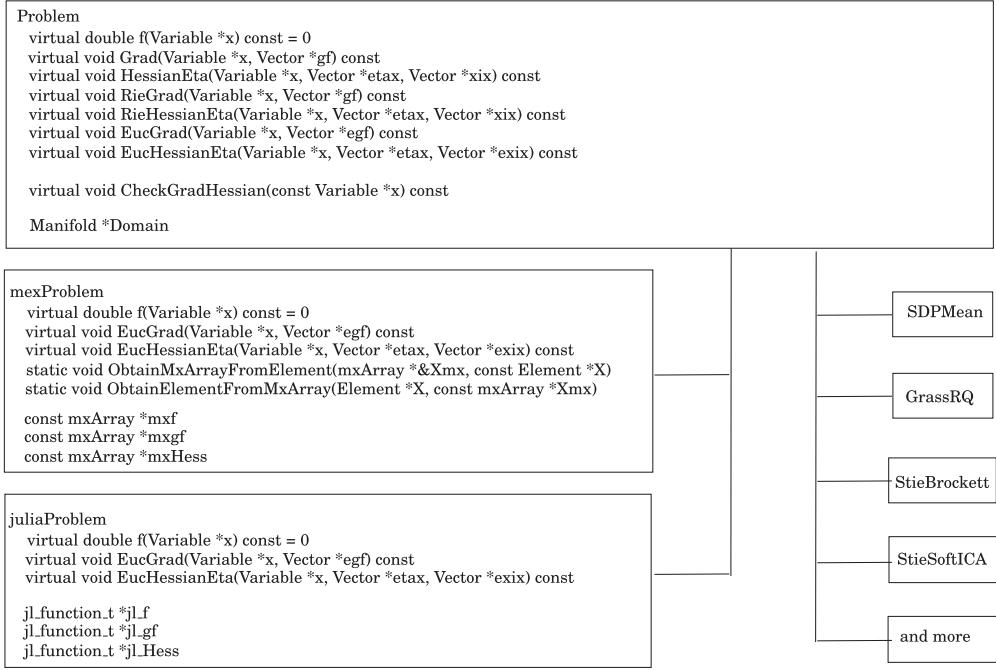 Problem
virtual double f(Variable *x) const = 0
virtual void Grad(Variable *x, Vector *gf) const
virtual void HessianEta(Variable *x, Vector *etax, Vector *xix) const
virtual void RieGrad(Variable *x, Vector *gf) const
virtual void RieHessianEta(Variable *x, Vector *etax, Vector *xix) const
virtual void EucGrad(Variable *x, Vector *egf) const
virtual void EucHessianEta(Variable *x, Vector *etax, Vector *exix) const
virtual void CheckGradHessian(const Variable *x) const
Manifold *Domain
mexProblem
virtual double f(Variable *x) const = 0
virtual void EucGrad(Variable *x, Vector *egf) const
virtual void EucHessianEta(Variable *x, Vector *etax, Vector *exix) const
static void ObtainMxArrayFromElement(mxArray *&Xmx, const Element *X)
static void ObtainElementFromMxArray(Element *X, const mxArray *Xmx)
const mxArray *mxf
const mxArray *mxgf
const mxArray *mxHess
juliaProblem
virtual double f(Variable *x) const = 0
virtual void EucGrad(Variable *x, Vector *egf) const
virtual void EucHessianEta(Variable *x, Vector *etax, Vector *exix) const
jl_function_t *jl_f
jl_function_t *jl_gf
jl_function_t *jl_Hess
SDPMean
GrassRQ
StieBrockett
StieSoftICA
and more